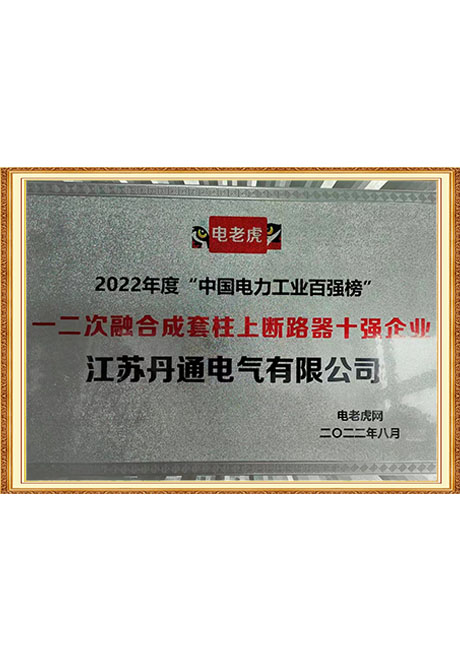 电老虎
2022年度“中国电力工业百强榜”
一二次融合成套柱上断路器十强企业
江苏丹通电气有限公司
电老虎网
二〇二二年八月